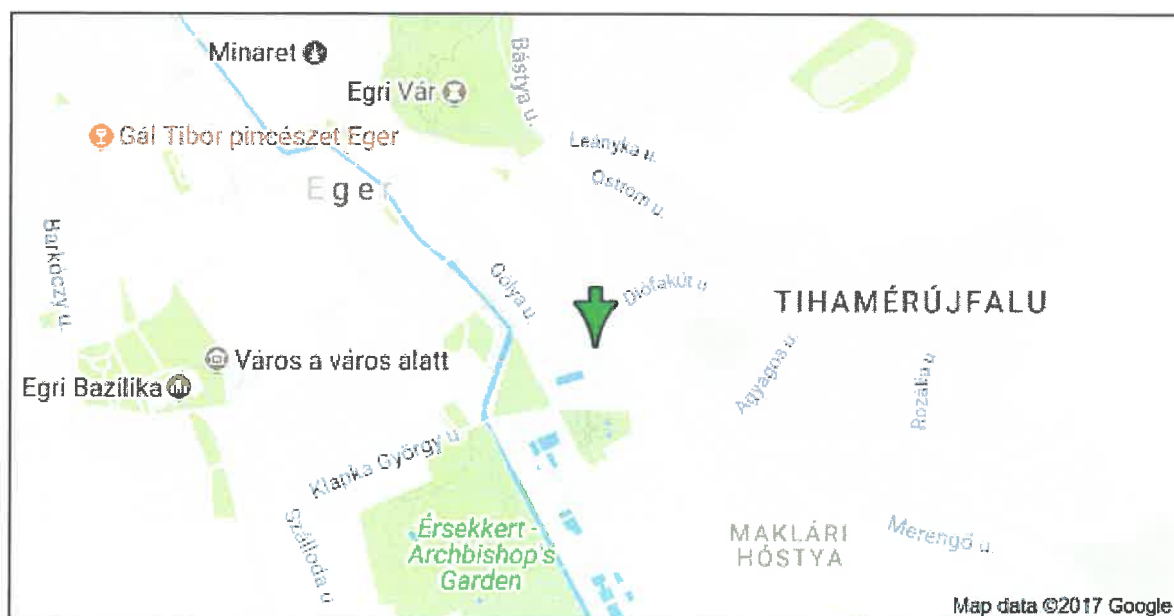 Minaret
Egri Vár
Bástya u.
Gál Tibor pincészet Eger
Leányka u.
Ostrom u.
Eger
Barkóczy u.
Gólya u.
Diófakút u
TIHAMÉRÚJFALU
Város a város alatt
Egri Bazilika
Agyagos u.
Rozália u
Klapka György u.
Szálloda u
Érsekkert -
Archbishop's
Garden
MAKLÁRI
HÓSTYA
Merengő u.
Map data ©2017 Google